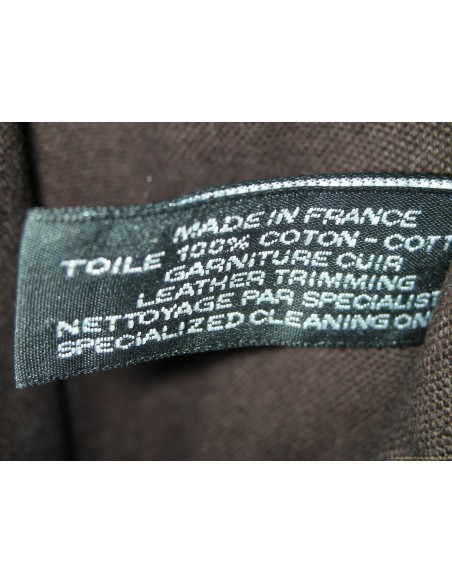 MADE IN FRANCE
TOILE 100% COTON - COTT
GARNITURE CUIR
LEATHER TRIMMING
NETTOYAGE PAR SPECIALIST
SPECIALIZED CLEANING ON